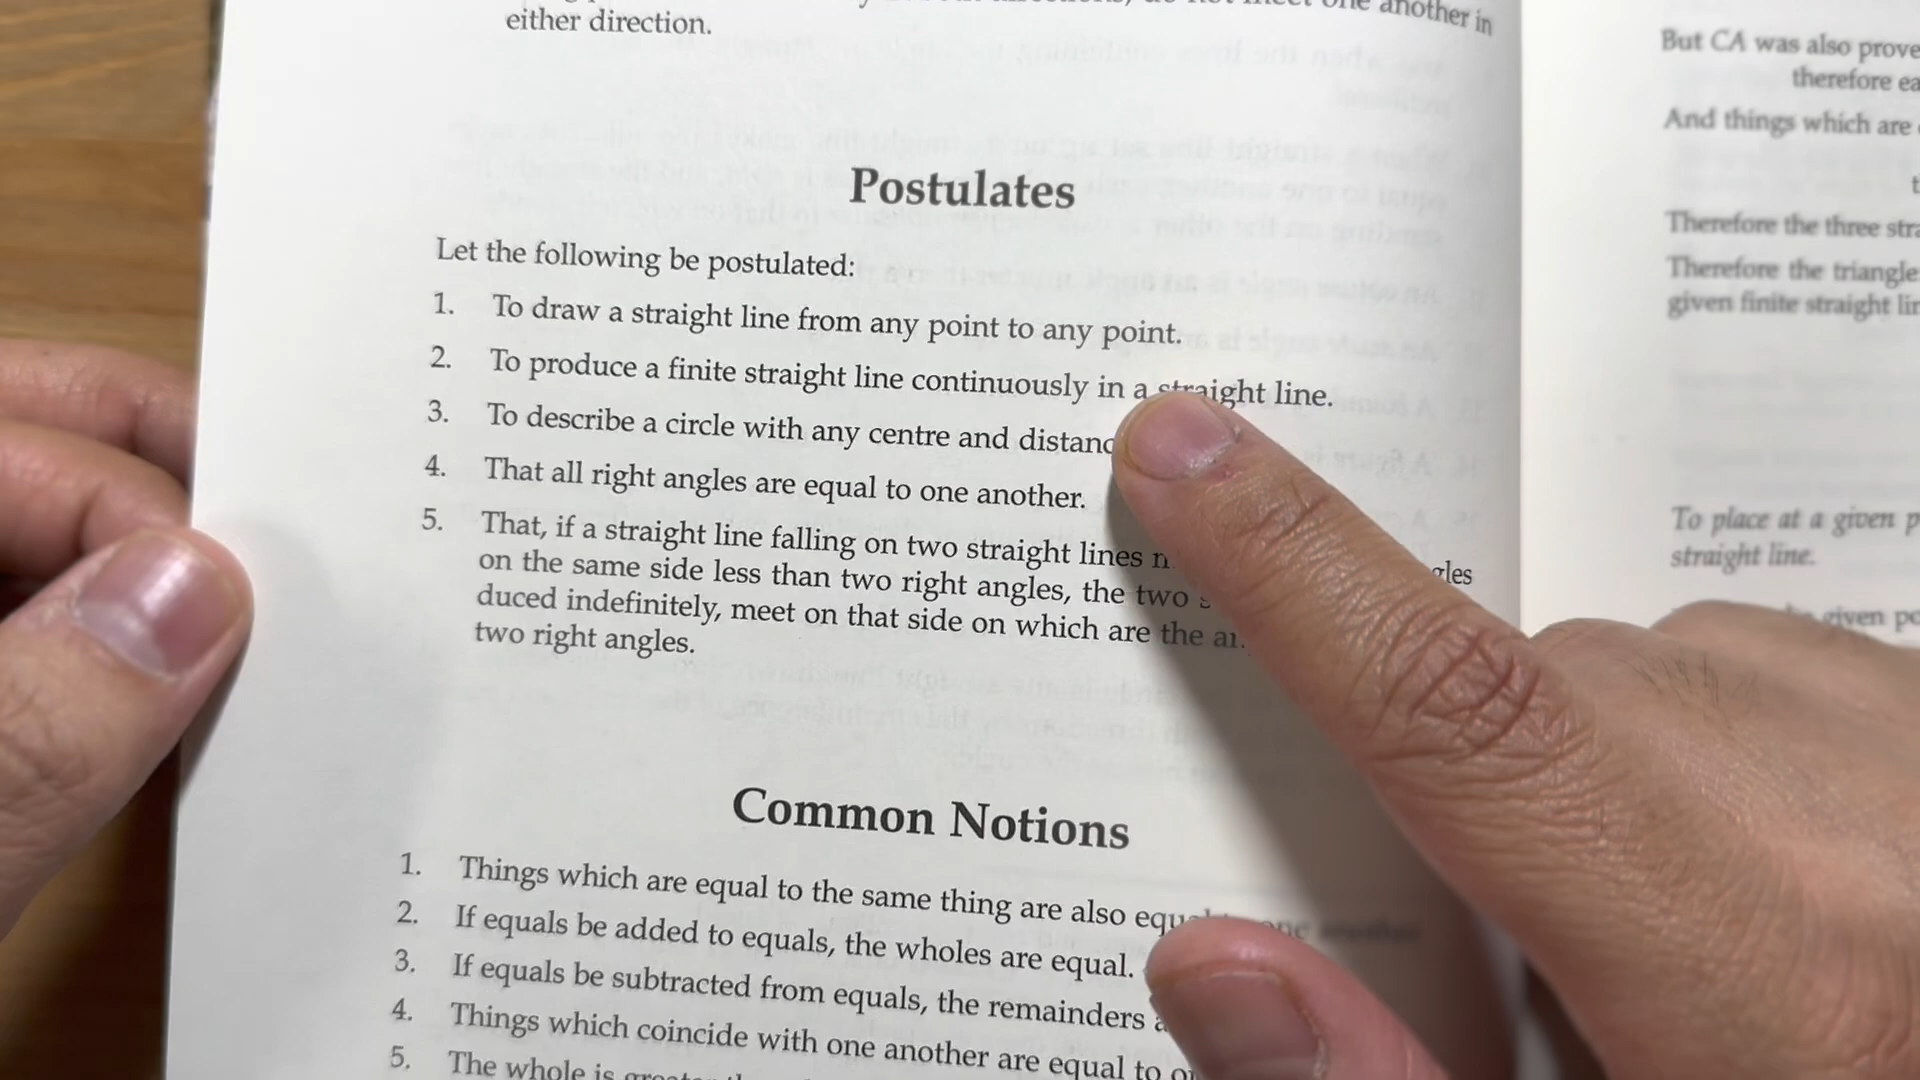 another in
either direction.
Postulates
Let the following be postulated:
1. To draw a straight line from any point to any point.
2. To produce a finite straight line continuously in a straight line.
3. To describe a circle with any centre and
4. That all right angles are equal to one another.
5. That, if a straight line falling on two straight lines
on the same side less than two right angles, the two
duced indefinitely, meet on that side on which are the
two right angles.
Common Notions
1. Things which are equal to the same thing are also
2. If equals be added to equals, the wholes are equal.
3. If equals be subtracted from equals, the remainders
4. Things which coincide with one another are equal to
5. The whole is
But CA was also
therefore
And things which are
Therefore the three
Therefore the
given finite straight
To place at a given
straight line.
given